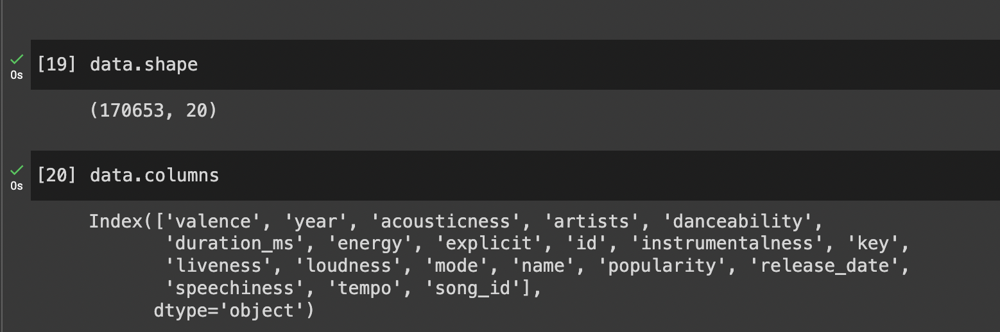 [19] data.shape
0s
(170653, 20)
[20] data.columns
0s
Index(['valence', 'year', 'acousticness', 'artists', 'danceability',
'duration_ms', 'energy', 'explicit', 'id', 'instrumentalness', 'key',
'liveness', 'loudness', 'mode', 'name', 'popularity', 'release_date',
'speechiness', 'tempo', 'song_id'],
dtype='object')